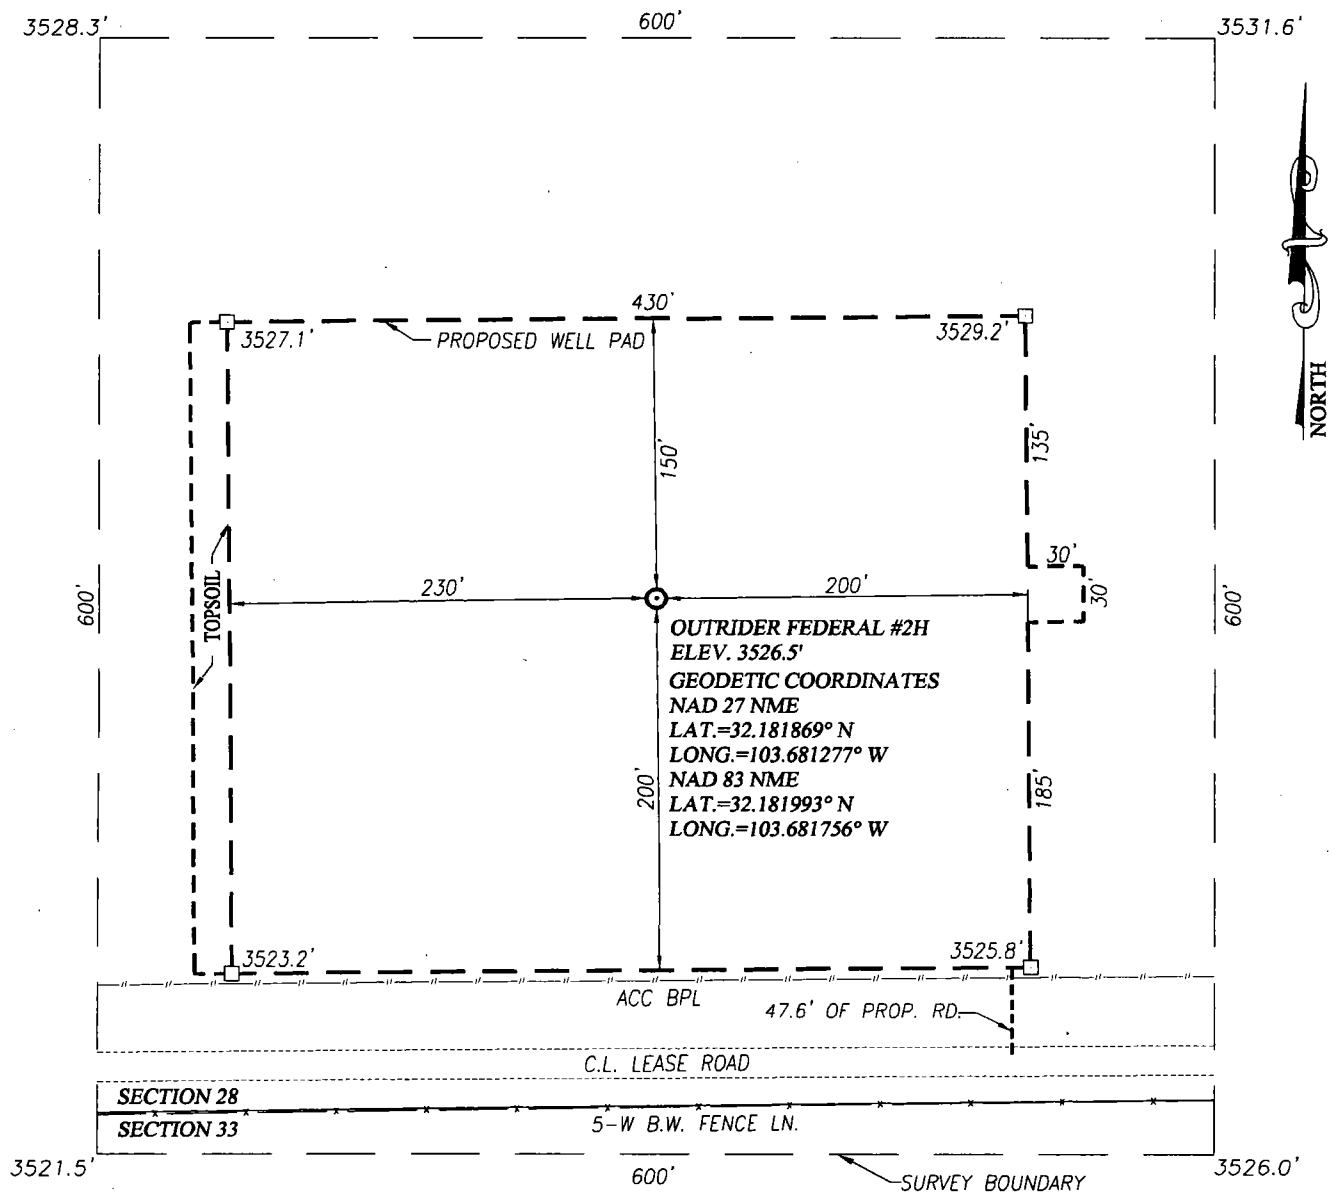 3528.3'
600'
3531.6'
NORTH
430'
3527.1'
PROPOSED WELL PAD
3529.2'
135'
150'
30'
30'
TOPSOIL
600'
230'
200'
600'
OUTRIDER FEDERAL #2H
ELEV. 3526.5'
GEODETIC COORDINATES
NAD 27 NME
LAT.=32.181869° N
LONG.=103.681277° W
NAD 83 NME
LAT.=32.181993° N
LONG.=103.681756° W
200'
185'
3523.2'
3525.8'
ACC BPL
47.6' OF PROP. RD.
C.L. LEASE ROAD
SECTION 28
SECTION 33
5-W B.W. FENCE LN.
3521.5'
600'
SURVEY BOUNDARY
3526.0'